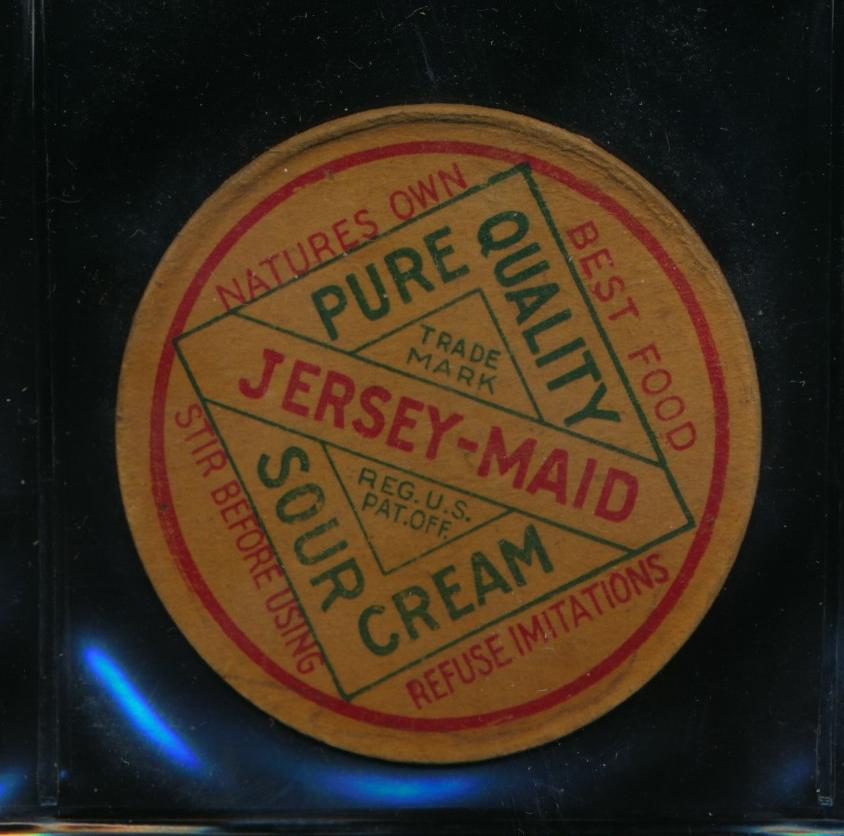 NATURES OWN
BEST FOOD
PURE QUALITY
TRADE
MARK
JERSEY-MAID
REG. U.S.
PAT. OFF.
SOUR CREAM
STIR BEFORE USING
REFUSE IMITATIONS